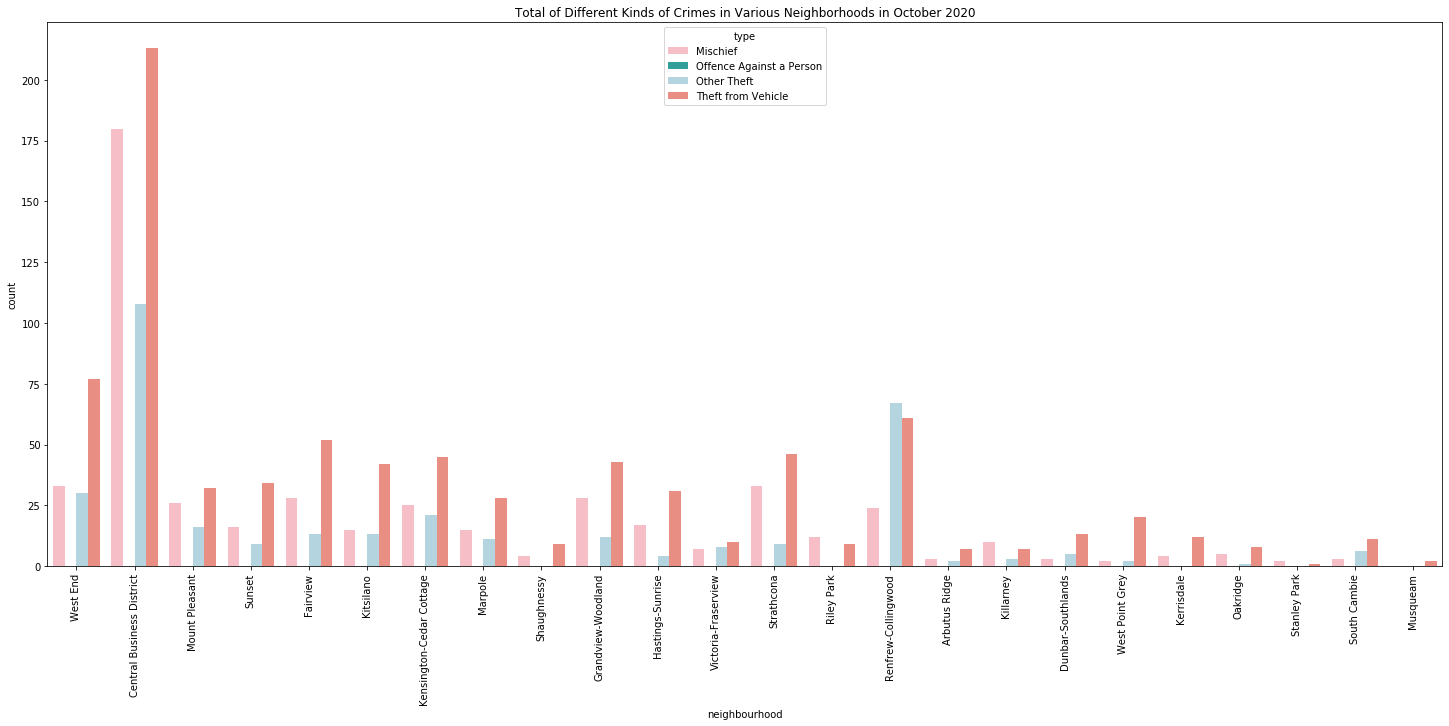 Total of Different Kinds of Crimes in Various Neighborhoods in October 2020
type
Mischief
Offence Against a Person
Other Theft
Theft from Vehicle
count
200
175
150
125
100
75
50
25
0
West End
Central Business District
Mount Pleasant
Sunset
Fairview
Kitsilano
Kensington-Cedar Cottage
Marpole
Shaughnessy
Grandview-Woodland
Hastings-Sunrise
Victoria-Fraserview
Strathcona
Riley Park
Renfrew-Collingwood
Arbutus Ridge
Killarney
Dunbar-Southlands
West Point Grey
Kerrisdale
Oakridge
Stanley Park
South Cambie
Musqueam
neighbourhood